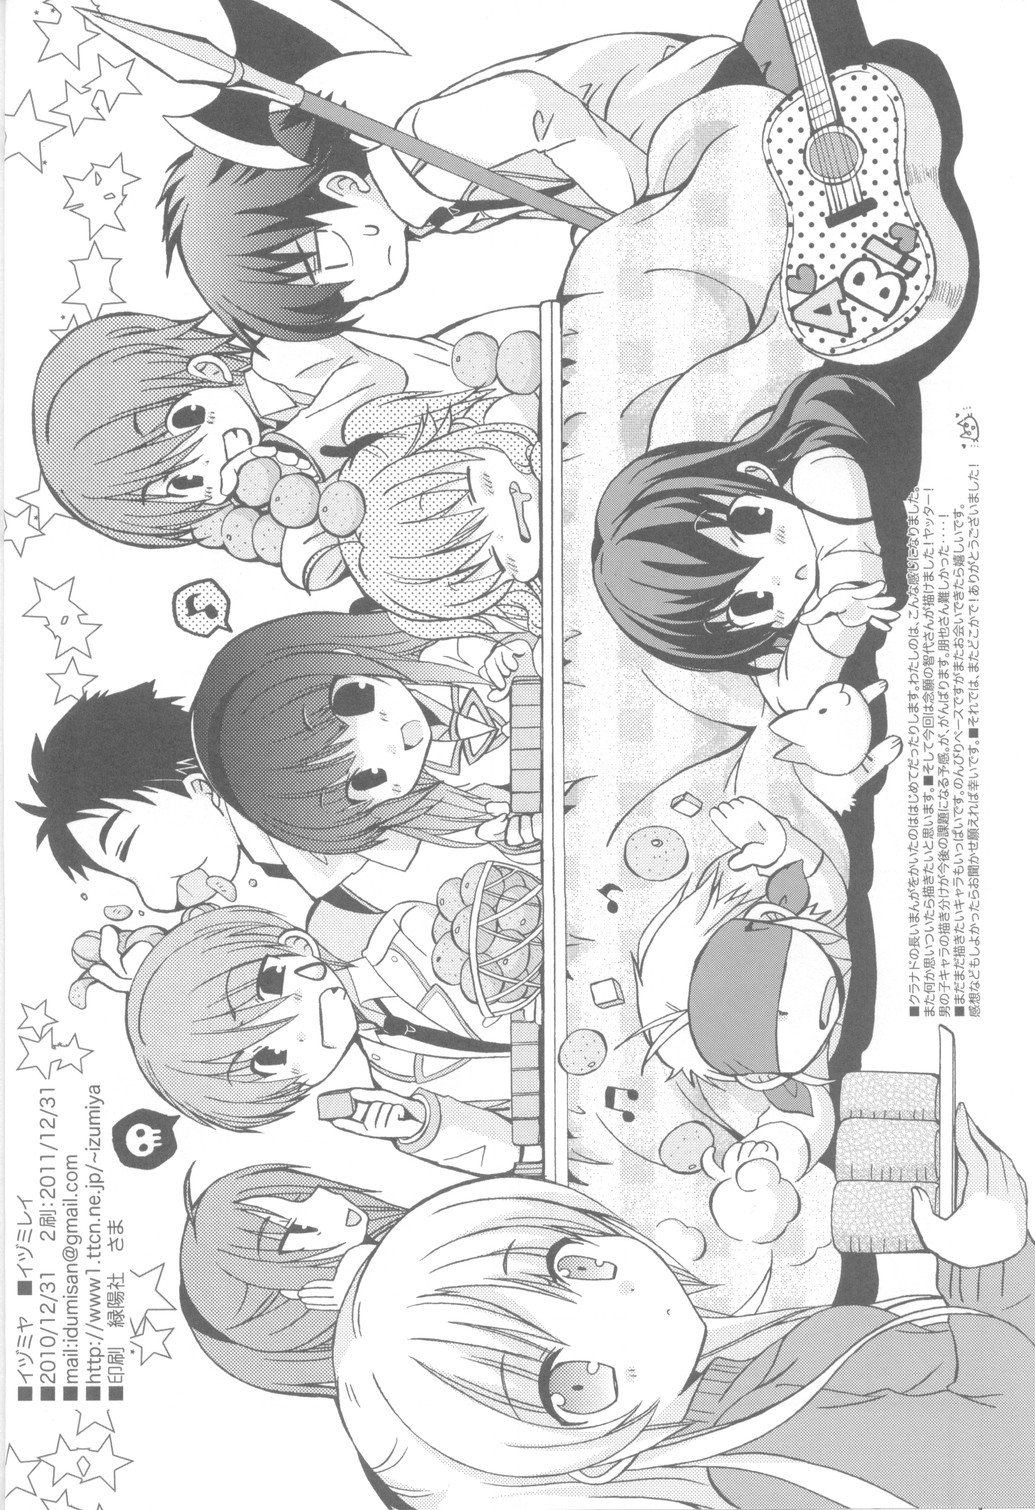 ■イヅミヤ ■イヅミレイ
■2010/12/31 2刷:2011/12/31
■mail:idumisan@gmail.com
■http://www1.ttcn.ne.jp/~izumiya
■印刷 緑陽社 さま
AB!
■クラナドの長いまんがをかいたのははじめてだったりします。わたしのは、こんな感じになりました。
また何か思いついたら描きたいと思います。■そして今回は念願の智代さんが描けました!ヤッター!
男の子キャラの描き分けが今後の課題になる予感。が、がんばります。朋也さん難しかった・・・・!
■まだまだ描きたいキャラもいっぱいです。のんびりペースですがまたお会いできたら嬉しいです。
感想などもしよかったらお聞かせ願えれば幸いです。■それでは、またどこかで!ありがとうございました!